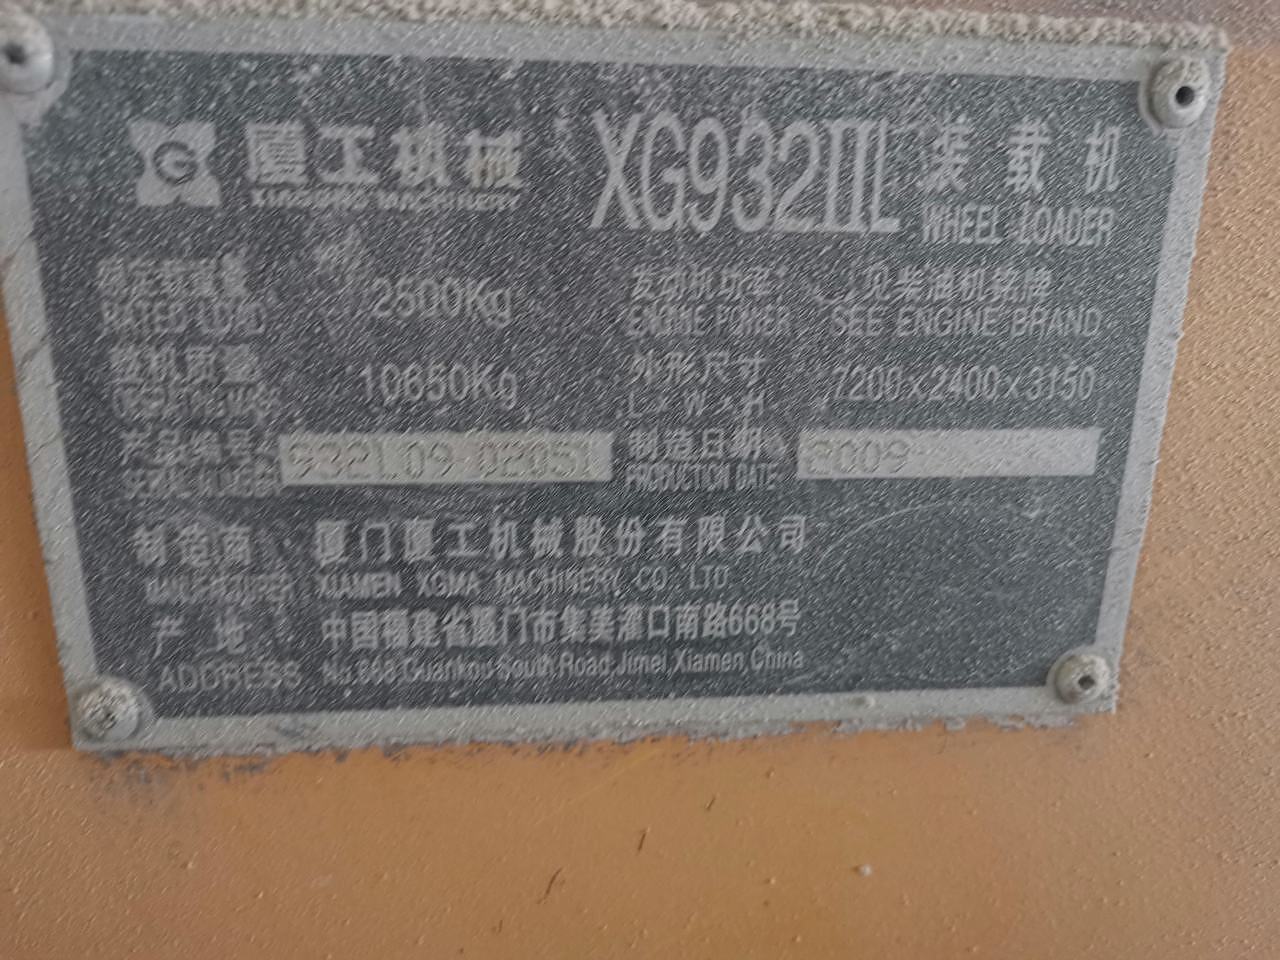 厦工机械 XG932III L 装载机
XIAGONG MACHINERY WHEEL LOADER
额定载重量 2500Kg 发动机功率 见柴油机铭牌
RATED LOAD ENGINE POWER SEE ENGINE BRAND
整机质量 10650Kg 外形尺寸 7200×2400×3150
L×W×H
产品编号 制造日期 2009
SERIAL NUMBER PRODUCTION DATE
制造商 厦门厦工机械股份有限公司
MANUFACTURER XIAMEN XGMA MACHINERY CO. LTD.
产地 中国福建省厦门市集美灌口南路668号
ADDRESS No.668 Guankou South Road Jimei Xiamen China